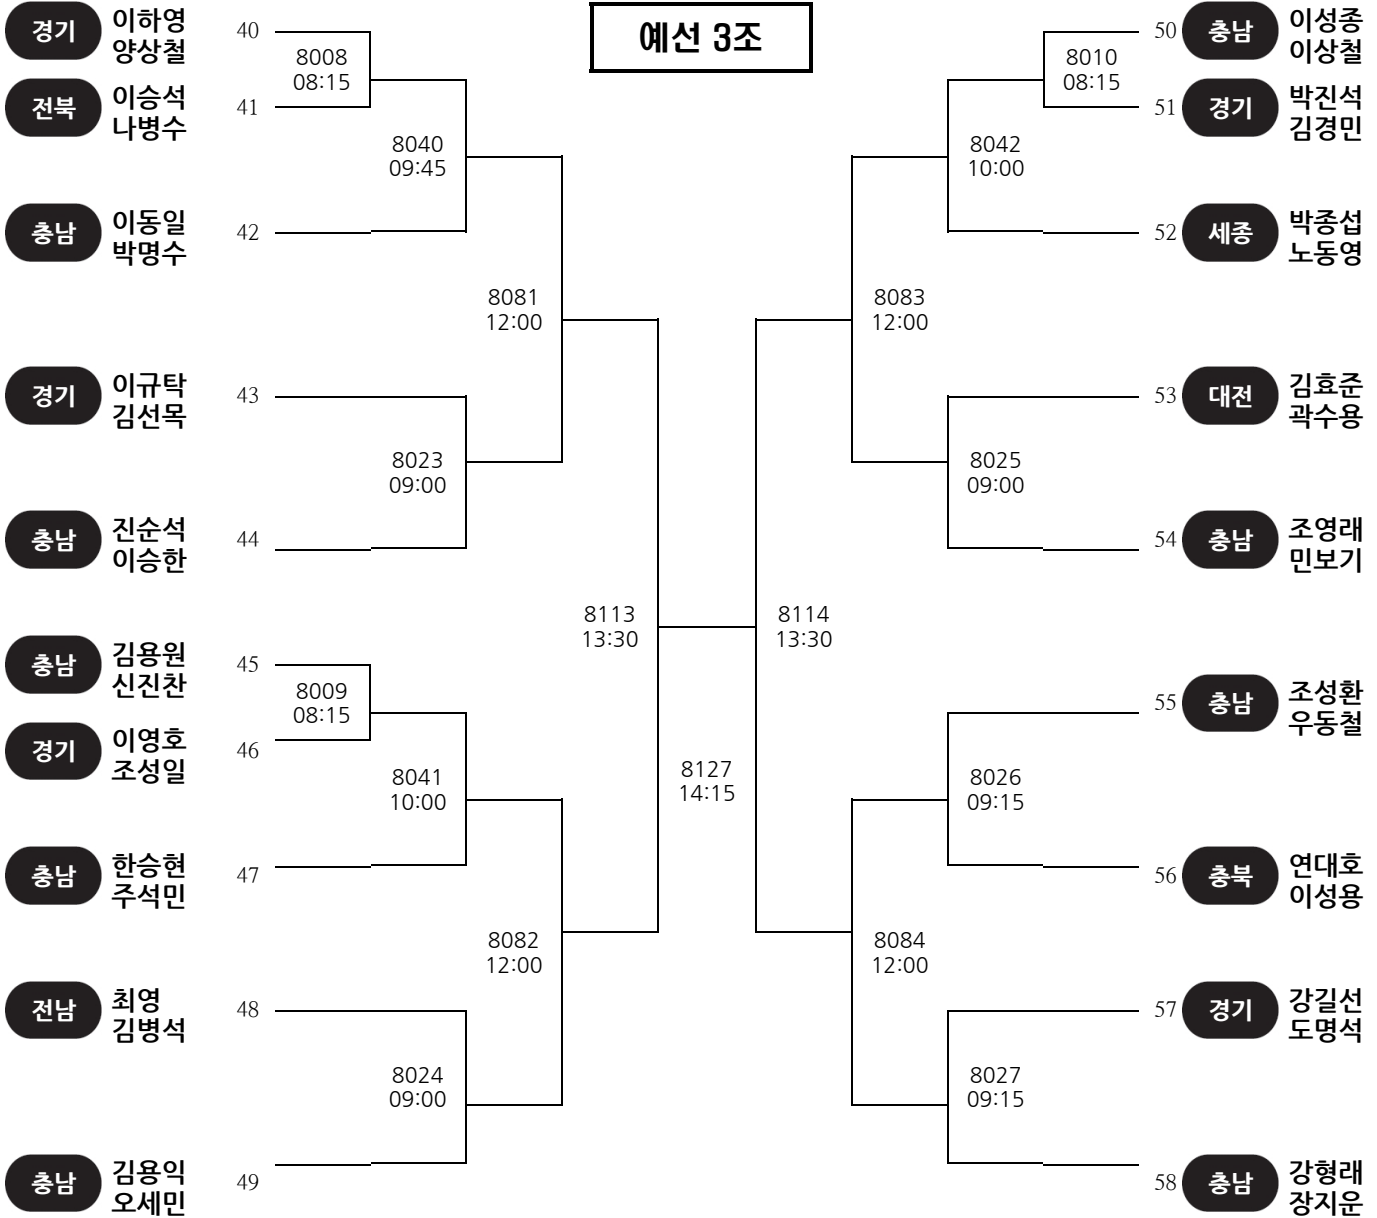 예선 3조
경기
이하영
양상철
40
8008
08:15
전북
이승석
나병수
41
8040
09:45
충남
이동일
박명수
42
8081
12:00
경기
이규탁
김선목
43
8023
09:00
충남
진순석
이승한
44
8113
13:30
충남
김용원
신진찬
45
8009
08:15
경기
이영호
조성일
46
8041
10:00
충남
한승현
주석민
47
8082
12:00
전남
최영
김병석
48
8024
09:00
충남
김용익
오세민
49
8127
14:15
50
충남
이성종
이상철
8010
08:15
51
경기
박진석
김경민
8042
10:00
52
세종
박종섭
노동영
8083
12:00
53
대전
김효준
곽수용
8025
09:00
54
충남
조영래
민보기
8114
13:30
55
충남
조성환
우동철
8026
09:15
56
충북
연대호
이성용
8084
12:00
57
경기
강길선
도명석
8027
09:15
58
충남
강형래
장지운